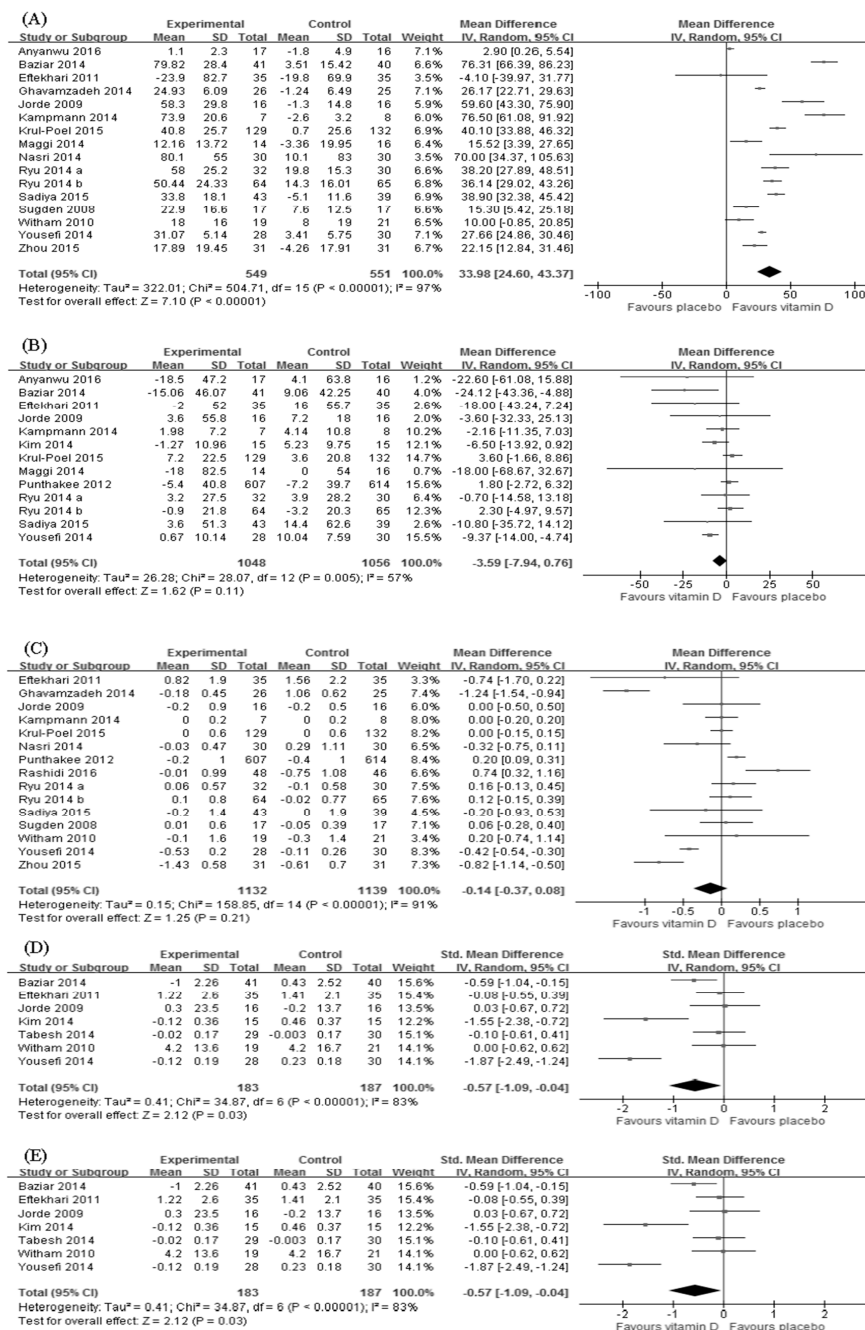 (A)
Experimental Control Mean Difference Mean Difference
Study or Subgroup Mean SD Total Mean SD Total Weight IV, Random, 95% CI IV, Random, 95% CI
Anyanwu 2016 1.1 2.3 17 -1.8 4.9 16 7.1% 2.90 [0.26, 5.54]
Baziar 2014 79.82 28.4 41 3.51 15.42 40 6.6% 76.31 [66.39, 86.23]
Eftekhari 2011 -23.9 82.7 35 -19.8 69.9 35 3.5% -4.10 [-39.97, 31.77]
Ghavamzadeh 2014 24.93 6.09 26 -1.24 6.49 25 7.0% 26.17 [22.71, 29.63]
Jorde 2009 58.3 29.8 16 -1.3 14.8 16 5.9% 59.60 [43.30, 75.90]
Kampmann 2014 73.9 20.6 7 -2.6 3.2 8 6.0% 76.50 [61.08, 91.92]
Krul-Poel 2015 40.8 25.7 129 0.7 25.6 132 6.9% 40.10 [33.88, 46.32]
Maggi 2014 12.16 13.72 14 -3.36 19.95 16 6.4% 15.52 [3.39, 27.65]
Nasri 2014 80.1 55 30 10.1 83 30 3.5% 70.00 [34.37, 105.63]
Ryu 2014 a 58 25.2 32 19.8 15.3 30 6.6% 38.20 [27.89, 48.51]
Ryu 2014 b 50.44 24.33 64 14.3 16.01 65 6.9% 36.14 [29.02, 43.26]
Sadiya 2015 33.8 18.1 43 -5.1 11.6 39 6.9% 38.90 [32.38, 45.42]
Sugden 2008 22.9 16.6 17 7.6 12.5 17 6.6% 15.30 [5.42, 25.18]
Witham 2010 18 16 19 8 19 21 6.5% 10.00 [-0.85, 20.85]
Yousefi 2014 31.07 5.14 28 3.41 5.75 30 7.0% 27.66 [24.86, 30.46]
Zhou 2015 17.89 19.45 31 -4.26 17.91 31 6.7% 22.15 [12.84, 31.46]
Total (95% CI) 549 551 100.0% 33.98 [24.60, 43.37]
Heterogeneity: Tau² = 322.01; Chi² = 504.71, df = 15 (P < 0.00001); I² = 97%
Test for overall effect: Z = 7.10 (P < 0.00001)
-100 -50 0 50 100
Favours placebo Favours vitamin D
(B)
Experimental Control Mean Difference Mean Difference
Study or Subgroup Mean SD Total Mean SD Total Weight IV, Random, 95% CI IV, Random, 95% CI
Anyanwu 2016 -18.5 47.2 17 4.1 63.8 16 1.2% -22.60 [-61.08, 15.88]
Baziar 2014 -15.06 46.07 41 9.06 42.25 40 4.2% -24.12 [-43.36, -4.88]
Eftekhari 2011 -2 52 35 16 55.7 35 2.6% -18.00 [-43.24, 7.24]
Jorde 2009 3.6 55.8 16 7.2 18 16 2.1% -3.60 [-32.33, 25.13]
Kampmann 2014 1.98 7.2 7 4.14 10.8 8 10.2% -2.16 [-11.35, 7.03]
Kim 2014 -1.27 10.96 15 5.23 9.75 15 12.1% -6.50 [-13.92, 0.92]
Krul-Poel 2015 7.2 22.5 129 3.6 20.8 132 15.1% 3.60 [-1.66, 8.86]
Maggi 2014 -18 82.5 14 0 54 16 0.7% -18.00 [-68.67, 32.67]
Punthakee 2012 -5.4 40.8 607 -7.2 39.7 614 15.9% 1.80 [-2.72, 6.32]
Ryu 2014 a 3.2 27.5 32 3.9 28.2 30 6.5% -0.70 [-14.58, 13.18]
Ryu 2014 b -0.9 21.8 64 -3.2 20.3 65 12.2% 2.30 [-4.97, 9.57]
Sadiya 2015 3.6 51.3 43 14.4 62.6 39 2.7% -10.80 [-35.72, 14.12]
Yousefi 2014 0.67 10.14 28 10.04 7.59 30 14.7% -9.37 [-14.00, -4.74]
Total (95% CI) 1048 1056 100.0% -3.59 [-7.94, 0.76]
Heterogeneity: Tau² = 26.28; Chi² = 28.07, df = 12 (P = 0.005); I² = 57%
Test for overall effect: Z = 1.62 (P = 0.11)
-50 -25 0 25 50
Favours vitamin D Favours placebo
(C)
Experimental Control Mean Difference Mean Difference
Study or Subgroup Mean SD Total Mean SD Total Weight IV, Random, 95% CI IV, Random, 95% CI
Eftekhari 2011 0.82 1.9 35 1.56 2.2 35 3.3% -0.74 [-1.70, 0.22]
Ghavamzadeh 2014 -0.18 0.45 26 1.06 0.62 25 7.4% -1.24 [-1.54, -0.94]
Jorde 2009 -0.2 0.9 16 -0.2 0.5 16 5.9% 0.00 [-0.50, 0.50]
Kampmann 2014 0 0.2 7 0 0.2 8 8.0% 0.00 [-0.20, 0.20]
Krul-Poel 2015 0 0.6 129 0 0.6 132 8.2% 0.00 [-0.15, 0.15]
Nasri 2014 -0.03 0.47 30 0.29 1.11 30 6.4% -0.32 [-0.75, 0.11]
Punthakee 2012 -0.2 1 607 -0.4 1 614 8.4% 0.20 [0.09, 0.31]
Rashidi 2016 -0.01 0.99 48 -0.75 1.08 46 6.6% 0.74 [0.32, 1.16]
Ryu 2014 a 0.06 0.57 32 -0.1 0.58 30 7.4% 0.16 [-0.13, 0.45]
Ryu 2014 b 0.1 0.8 64 -0.02 0.77 65 7.5% 0.12 [-0.15, 0.39]
Sadiya 2015 -0.2 1.4 43 0 1.9 39 4.4% -0.20 [-0.93, 0.53]
Sugden 2008 0.01 0.6 17 -0.05 0.39 17 7.1% 0.06 [-0.28, 0.40]
Witham 2010 -0.1 1.6 19 -0.3 1.4 21 3.4% 0.20 [-0.74, 1.14]
Yousefi 2014 -0.53 0.2 28 -0.11 0.26 30 8.3% -0.42 [-0.54, -0.30]
Zhou 2015 -1.43 0.58 31 -0.61 0.7 31 7.3% -0.82 [-1.14, -0.50]
Total (95% CI) 1132 1139 100.0% -0.14 [-0.37, 0.08]
Heterogeneity: Tau² = 0.15; Chi² = 158.85, df = 14 (P < 0.00001); I² = 91%
Test for overall effect: Z = 1.25 (P = 0.21)
-1 -0.5 0 0.5 1
Favours vitamin D Favours placebo
(D)
Experimental Control Std. Mean Difference Std. Mean Difference
Study or Subgroup Mean SD Total Mean SD Total Weight IV, Random, 95% CI IV, Random, 95% CI
Baziar 2014 -1 2.26 41 0.43 2.52 40 15.6% -0.59 [-1.04, -0.15]
Eftekhari 2011 1.22 2.6 35 1.41 2.1 35 15.4% -0.08 [-0.55, 0.39]
Jorde 2009 0.3 23.5 16 -0.2 13.7 16 13.6% 0.03 [-0.67, 0.72]
Kim 2014 -0.12 0.36 15 0.46 0.37 15 12.5% -1.55 [-2.38, -0.72]
Tabesh 2014 -0.02 0.17 29 -0.003 0.17 30 15.1% -0.10 [-0.61, 0.41]
Witham 2010 4.2 13.6 19 4.2 16.7 21 14.2% 0.00 [-0.62, 0.62]
Yousefi 2014 -0.12 0.19 28 0.23 0.18 30 14.1% -1.87 [-2.49, -1.24]
Total (95% CI) 183 187 100.0% -0.57 [-1.09, -0.04]
Heterogeneity: Tau² = 0.41; Chi² = 34.87, df = 6 (P < 0.00001); I² = 83%
Test for overall effect: Z = 2.12 (P = 0.03)
-2 -1 0 1 2
Favours vitamin D Favours placebo
(E)
Experimental Control Std. Mean Difference Std. Mean Difference
Study or Subgroup Mean SD Total Mean SD Total Weight IV, Random, 95% CI IV, Random, 95% CI
Baziar 2014 -1 2.26 41 0.43 2.52 40 15.6% -0.59 [-1.04, -0.15]
Eftekhari 2011 1.22 2.6 35 1.41 2.1 35 15.4% -0.08 [-0.55, 0.39]
Jorde 2009 0.3 23.5 16 -0.2 13.7 16 13.6% 0.03 [-0.67, 0.72]
Kim 2014 -0.12 0.36 15 0.46 0.37 15 12.5% -1.55 [-2.38, -0.72]
Tabesh 2014 -0.02 0.17 29 -0.003 0.17 30 15.1% -0.10 [-0.61, 0.41]
Witham 2010 4.2 13.6 19 4.2 16.7 21 14.2% 0.00 [-0.62, 0.62]
Yousefi 2014 -0.12 0.19 28 0.23 0.18 30 14.1% -1.87 [-2.49, -1.24]
Total (95% CI) 183 187 100.0% -0.57 [-1.09, -0.04]
Heterogeneity: Tau² = 0.41; Chi² = 34.87, df = 6 (P < 0.00001); I² = 83%
Test for overall effect: Z = 2.12 (P = 0.03)
-2 -1 0 1 2
Favours vitamin D Favours placebo